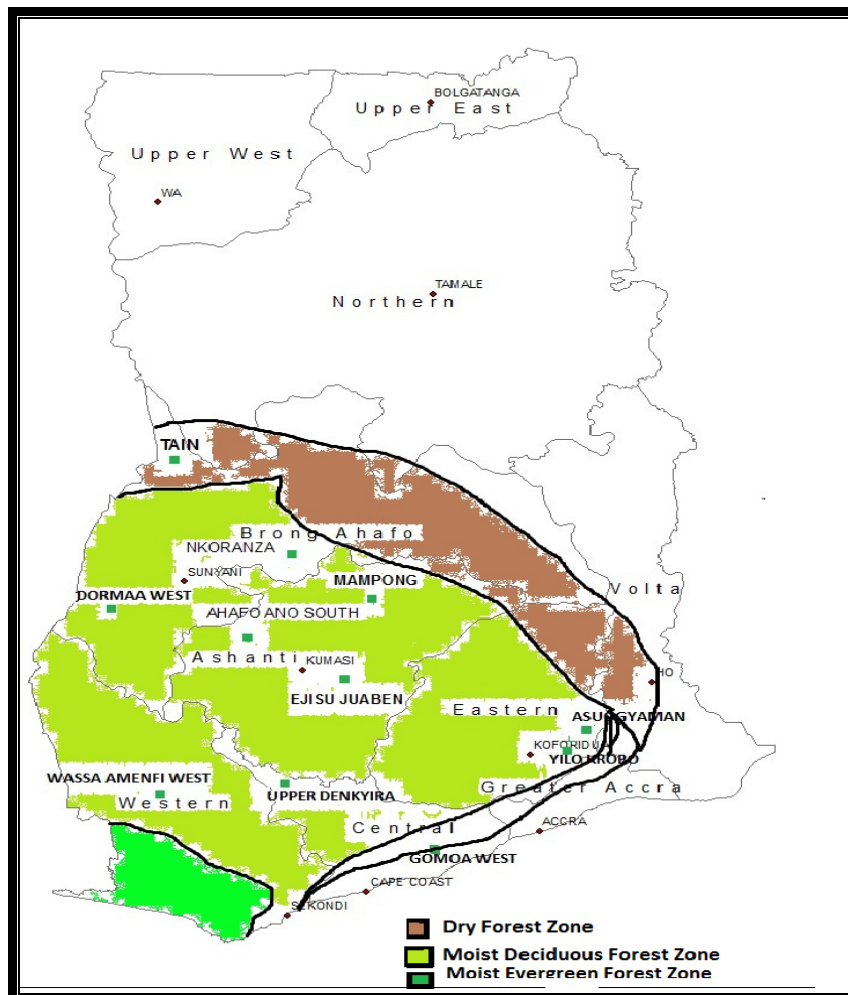 BOLGATANGA
Upper East
Upper West
WA
TAMALE
Northern
TAIN
Brong Ahafo
NKORANZA
SUNYANI
MAMPONG
Volta
DORMAA WEST
AHAFO ANO SOUTH
Ashanti
KUMASI
HO
EJISU JUABEN
Eastern
ASUOGYAMAN
KOFORIDUA
YILO KROBO
WASSA AMENFI WEST
UPPER DENKYIRA
Greater Accra
Western
Central
ACCRA
GOMOA WEST
CAPE COAST
SEKONDI
Dry Forest Zone
Moist Deciduous Forest Zone
Moist Evergreen Forest Zone